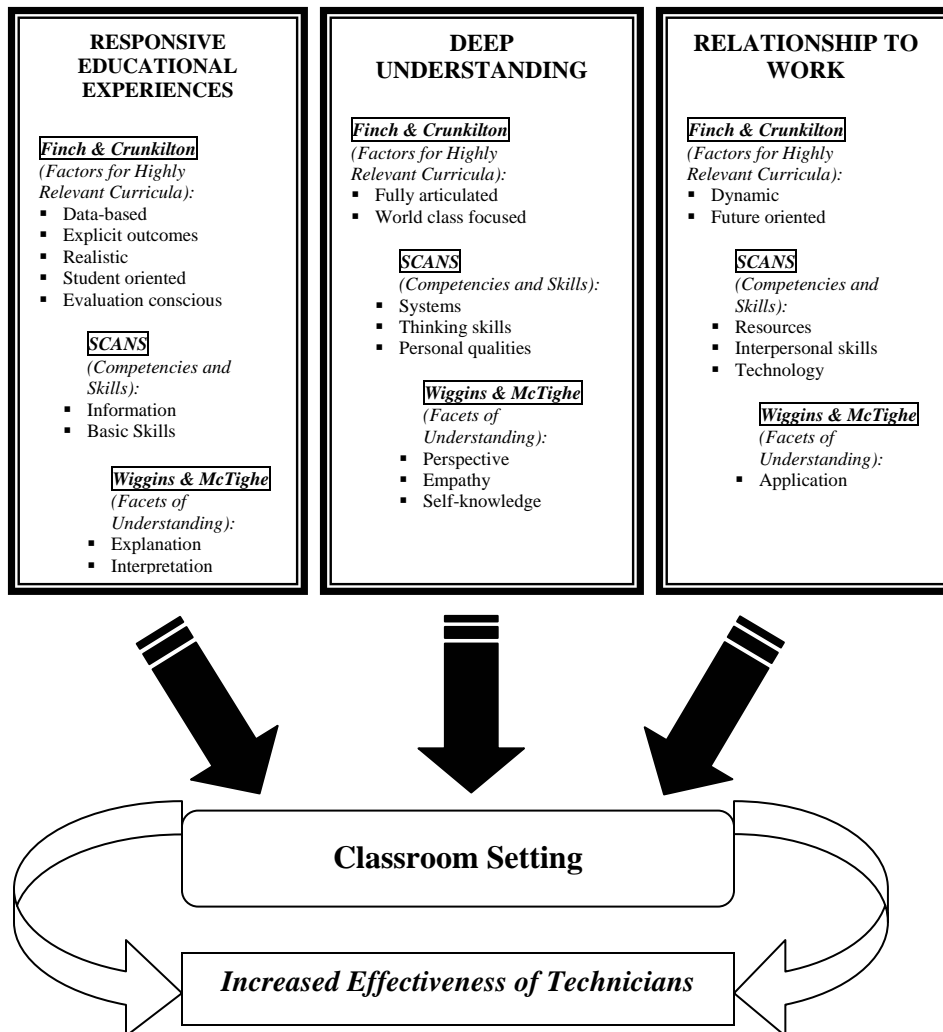 RESPONSIVE
EDUCATIONAL
EXPERIENCES
Finch & Crunkilton
(Factors for Highly
Relevant Curricula):
▪ Data-based
▪ Explicit outcomes
▪ Realistic
▪ Student oriented
▪ Evaluation conscious
SCANS
(Competencies and
Skills):
▪ Information
▪ Basic Skills
Wiggins & McTighe
(Facets of
Understanding):
▪ Explanation
▪ Interpretation
DEEP
UNDERSTANDING
Finch & Crunkilton
(Factors for Highly
Relevant Curricula):
▪ Fully articulated
▪ World class focused
SCANS
(Competencies and Skills):
▪ Systems
▪ Thinking skills
▪ Personal qualities
Wiggins & McTighe
(Facets of
Understanding):
▪ Perspective
▪ Empathy
▪ Self-knowledge
RELATIONSHIP TO
WORK
Finch & Crunkilton
(Factors for Highly
Relevant Curricula):
▪ Dynamic
▪ Future oriented
SCANS
(Competencies and
Skills):
▪ Resources
▪ Interpersonal skills
▪ Technology
Wiggins & McTighe
(Facets of
Understanding):
▪ Application
Classroom Setting
Increased Effectiveness of Technicians